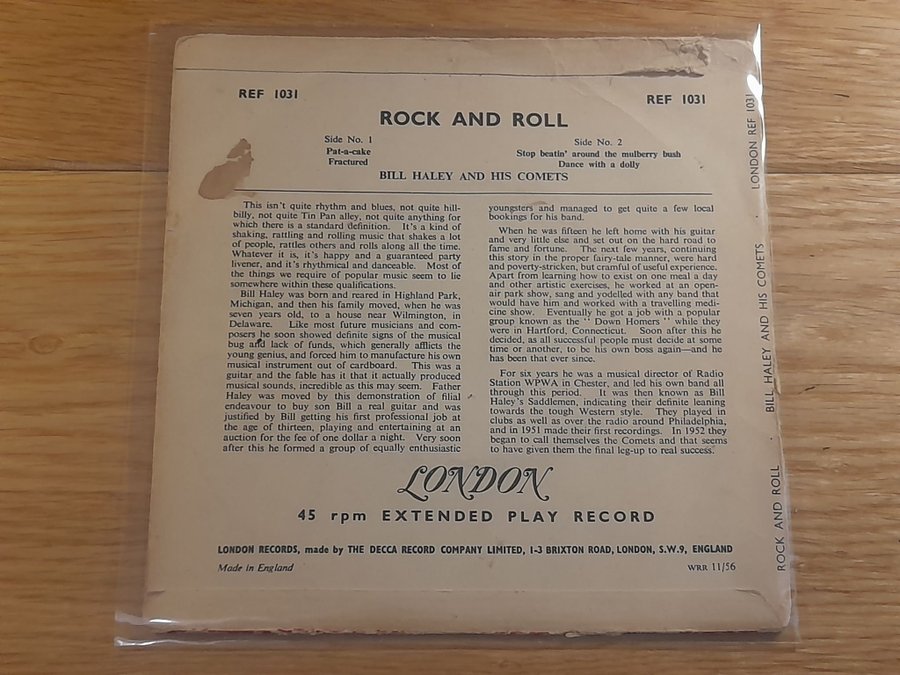 REF 1031
REF 1031
ROCK AND ROLL
Side No. 1
Pat-a-cake
Fractured
Side No. 2
Stop beatin' around the mulberry bush
Dance with a dolly
BILL HALEY AND HIS COMETS
This isn't quite rhythm and blues, not quite hill-
billy, not quite Tin Pan alley, not quite anything for
which there is a standard definition. It's a kind of
shaking, rattling and rolling music that shakes a lot
of people, rattles others and rolls along all the time.
Whatever it is, it's happy and a guaranteed party
livener, and it's rhythmical and danceable. Most of
the things we require of popular music seem to lie
somewhere within these qualifications.
Bill Haley was born and reared in Highland Park,
Michigan, and then his family moved, when he was
seven years old, to a house near Wilmington, in
Delaware. Like most future musicians and com-
posers he soon showed definite signs of the musical
bug and lack of funds, which generally afflicts the
young genius, and forced him to manufacture his own
musical instrument out of cardboard. This was a
guitar and the fable has it that it actually produced
musical sounds, incredible as this may seem. Father
Haley was moved by this demonstration of filial
endeavour to buy son Bill a real guitar and was
justified by Bill getting his first professional job at
the age of thirteen, playing and entertaining at an
auction for the fee of one dollar a night. Very soon
after this he formed a group of equally enthusiastic
youngsters and managed to get quite a few local
bookings for his band.
When he was fifteen he left home with his guitar
and very little else and set out on the hard road to
fame and fortune. The next few years, continuing
this story in the proper fairy-tale manner, were hard
and poverty-stricken, but cramful of useful experience.
Apart from learning how to exist on one meal a day
and other artistic exercises, he worked at an open-
air park show, sang and yodelled with any band that
would have him and worked with a travelling medi-
cine show. Eventually he got a job with a popular
group known as the " Down Homers " while they
were in Hartford, Connecticut. Soon after this he
decided, as all successful people must decide at some
time or another, to be his own boss again—and he
has been that ever since.
For six years he was a musical director of Radio
Station WPWA in Chester, and led his own band all
through this period. It was then known as Bill
Haley's Saddlemen, indicating their definite leaning
towards the tough Western style. They played in
clubs as well as over the radio around Philadelphia,
and in 1951 made their first recordings. In 1952 they
began to call themselves the Comets and that seems
to have given them the final leg-up to real success.
LONDON
45 rpm EXTENDED PLAY RECORD
LONDON RECORDS, made by THE DECCA RECORD COMPANY LIMITED, 1-3 BRIXTON ROAD, LONDON, S.W.9, ENGLAND
Made in England
WRR 11/56
ROCK AND ROLL
BILL HALEY AND HIS COMETS
LONDON REF 1031